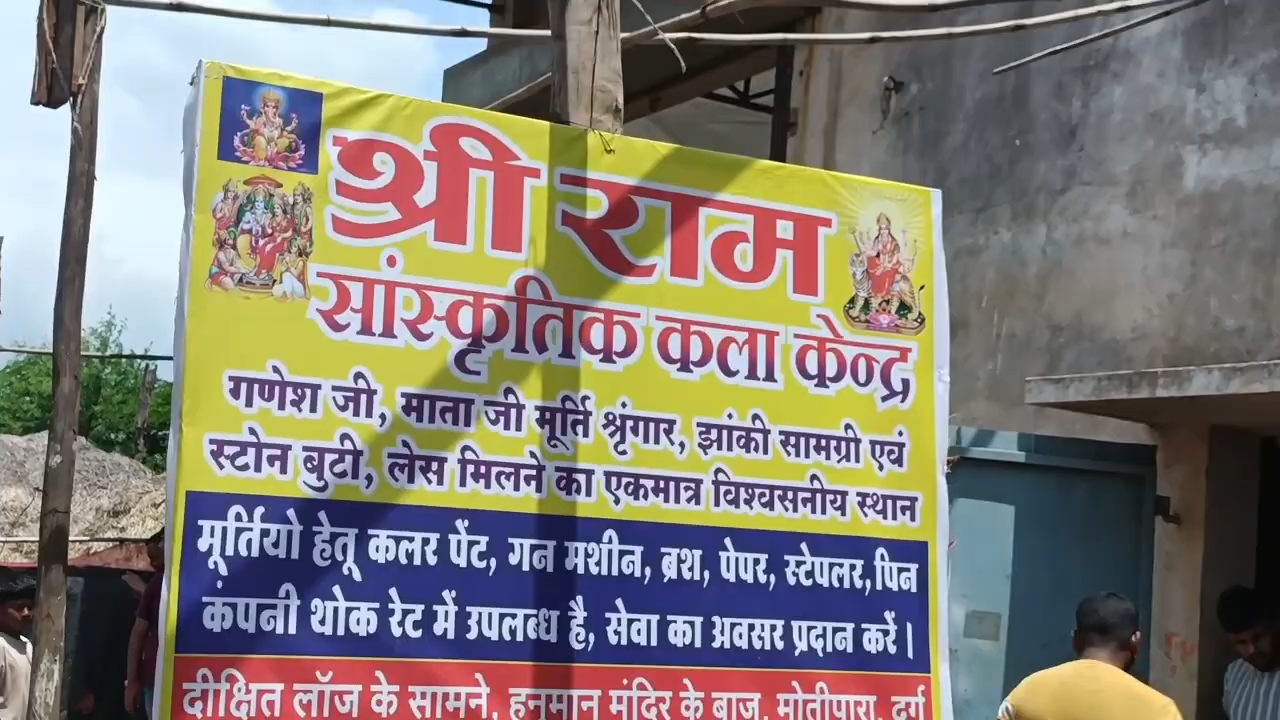 श्री राम
सांस्कृतिक कला केन्द्र
गणेश जी, माता जी मूर्ति श्रृंगार, झांकी सामग्री एवं
स्टोन बुटी, लेस मिलने का एकमात्र विश्वसनीय स्थान
मूर्तियो हेतू कलर पेंट, गन मशीन, ब्रश, पेपर, स्टेपलर, पिन
कंपनी थोक रेट में उपलब्ध है, सेवा का अवसर प्रदान करें।
दीक्षित लॉज के सामने, हनुमान मंदिर के बाजू, मोतीपारा, दुर्ग